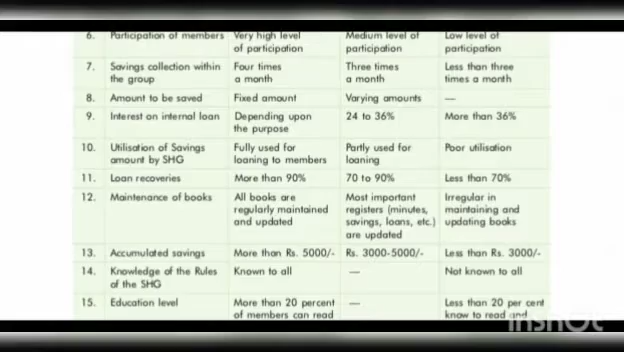 6. Participation of members Very high level Medium level of Low level of
of participation participation participation
7. Savings collection within Four times Three times Less than three
the group a month a month times a month
8. Amount to be saved Fixed amount Varying amounts —
9. Interest on internal loan Depending upon 24 to 36% More than 36%
the purpose
10. Utilisation of Savings Fully used for Partly used for Poor utilisation
amount by SHG loaning to members loaning
11. Loan recoveries More than 90% 70 to 90% Less than 70%
12. Maintenance of books All books are Most important Irregular in
regularly maintained registers (minutes, maintaining and
and updated savings, loans, etc.) updating books
are updated
13. Accumulated savings More than Rs. 5000/- Rs. 3000-5000/- Less than Rs. 3000/-
14. Knowledge of the Rules Known to all — Not known to all
of the SHG
15. Education level More than 20 percent — Less than 20 per cent
of members can read know to read and
InShOt